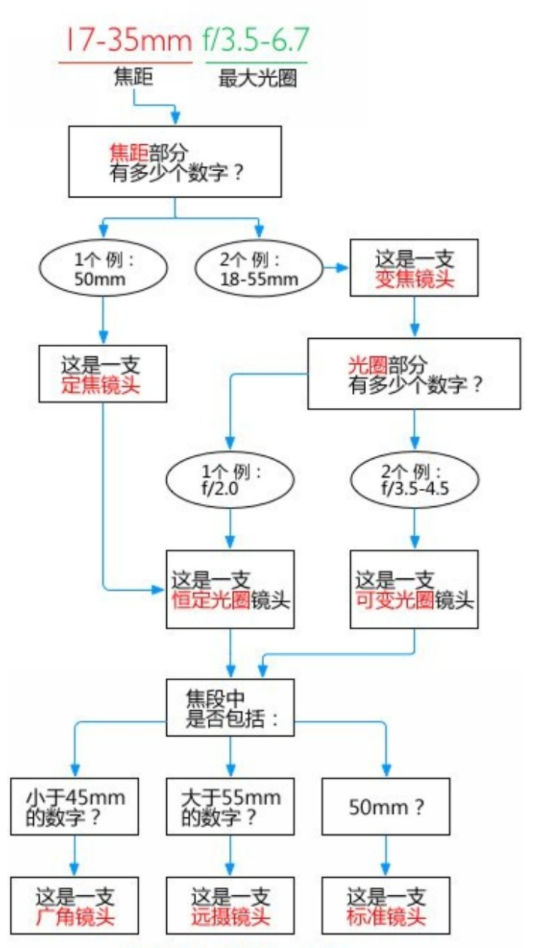 17-35mm f/3.5-6.7
焦距 最大光圈
焦距部分
有多少个数字？
1个 例：
50mm
2个 例：
18-55mm
这是一支
变焦镜头
这是一支
定焦镜头
光圈部分
有多少个数字？
1个 例：
f/2.0
2个 例：
f/3.5-4.5
这是一支
恒定光圈镜头
这是一支
可变光圈镜头
焦段中
是否包括：
小于45mm
的数字？
大于55mm
的数字？
50mm？
这是一支
广角镜头
这是一支
远摄镜头
这是一支
标准镜头